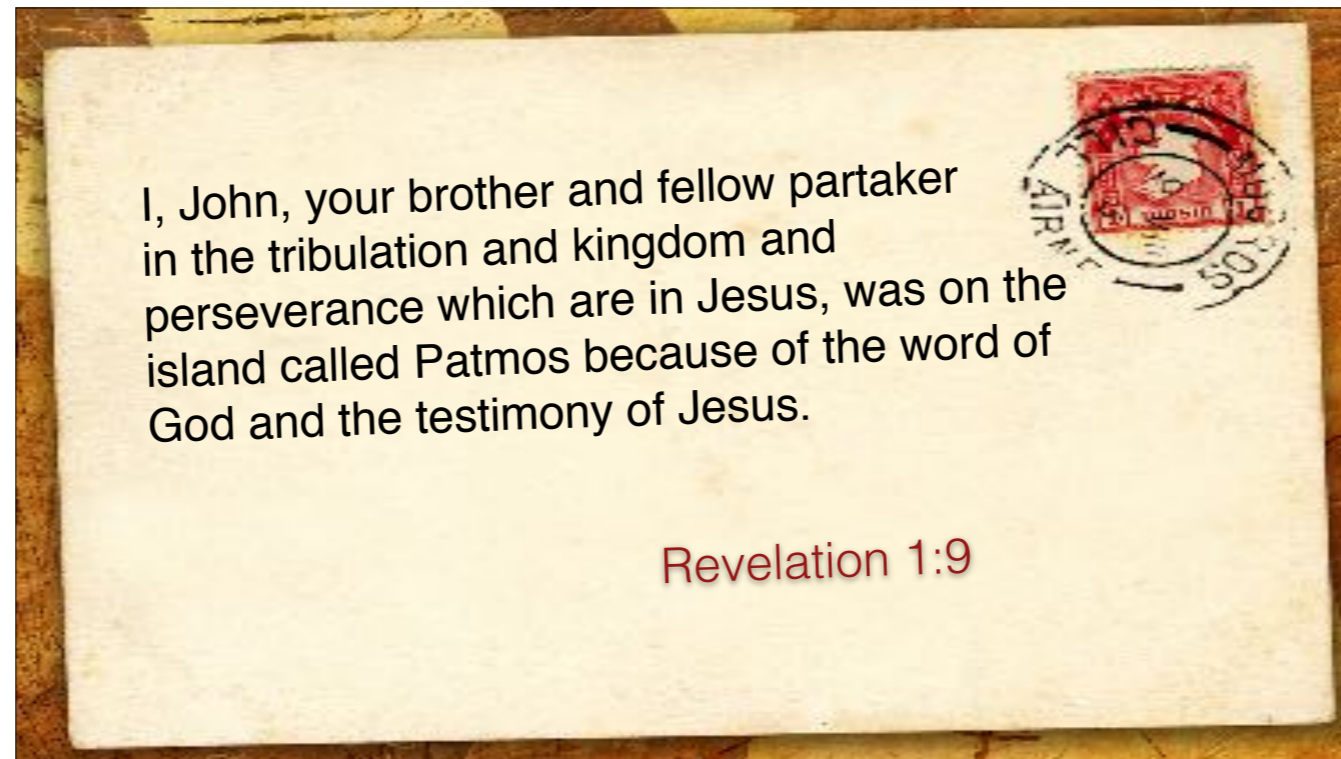 I, John, your brother and fellow partaker
in the tribulation and kingdom and
perseverance which are in Jesus, was on the
island called Patmos because of the word of
God and the testimony of Jesus.
Revelation 1:9